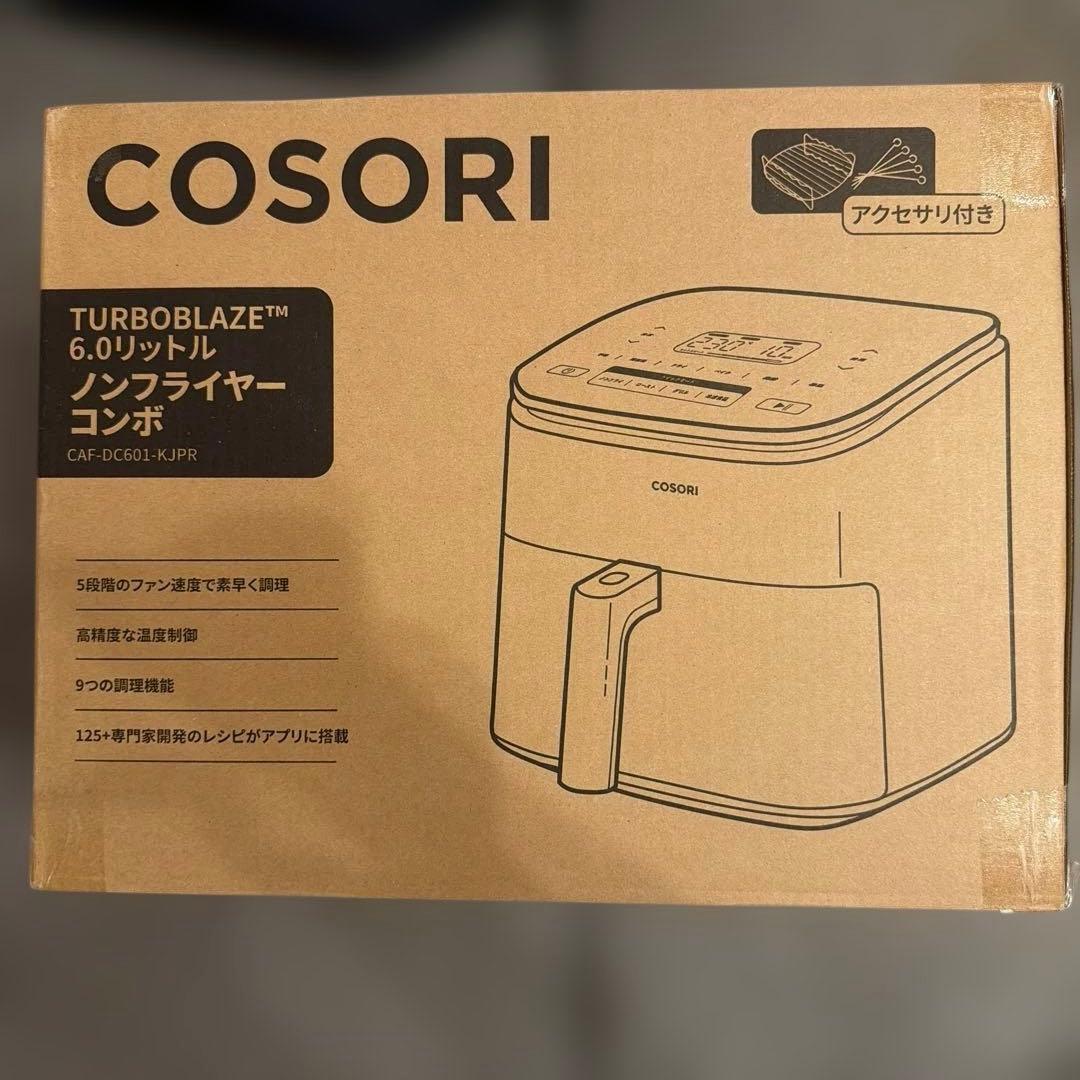 COSORI
アクセサリ付き
TURBOBLAZE™
6.0リットル
ノンフライヤー
コンボ
CAF-DC601-KJPR
5段階のファン速度で素早く調理
高精度な温度制御
9つの調理機能
125+専門家開発のレシピがアプリに搭載
230
COSORI